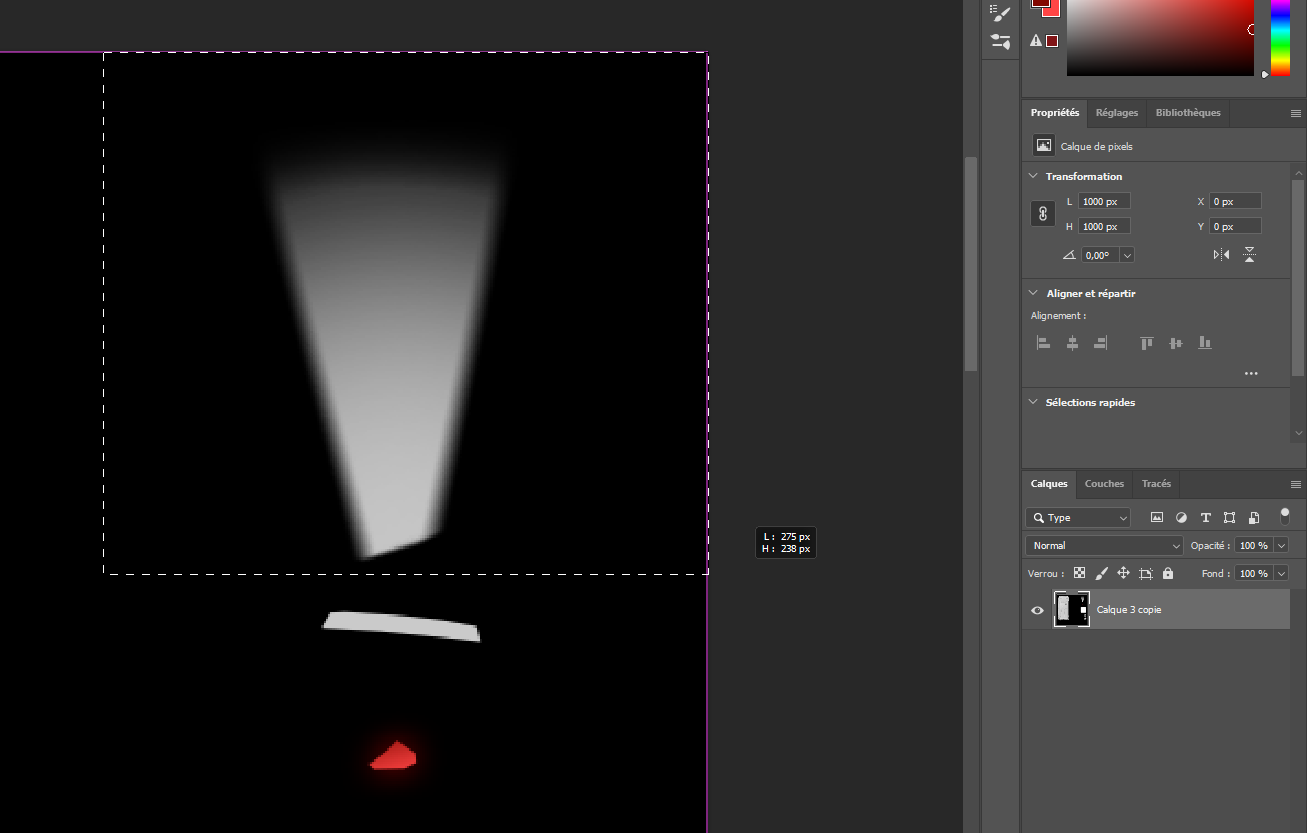 Propriétés Réglages Bibliothèques
Calque de pixels
Transformation
L 1000 px X 0 px
H 1000 px Y 0 px
0,00°
Aligner et répartir
Alignement :
Sélections rapides
Calques Couches Tracés
Type
L : 275 px
H : 238 px
Normal Opacité : 100 %
Verrou : Fond : 100 %
Calque 3 copie